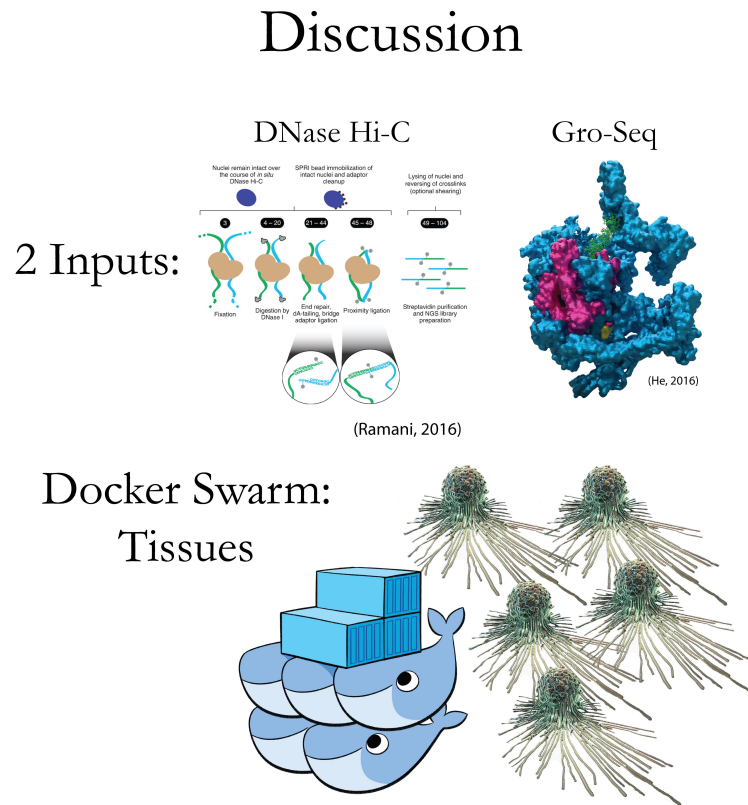 Discussion
DNase Hi-C
Gro-Seq
Nuclei remain intact over
the course of in situ
DNase Hi-C
SPRI bead immobilization of
intact nuclei and adaptor
cleanup
Lysing of nuclei and
reversing of crosslinks
(optional shearing)
3
4 – 20
21 – 44
45 – 48
49 – 104
2 Inputs:
Fixation
Digestion by
DNase I
End repair,
dA-tailing, bridge
adaptor ligation
Proximity ligation
Streptavidin purification
and NGS library
preparation
(He, 2016)
(Ramani, 2016)
Docker Swarm:
Tissues